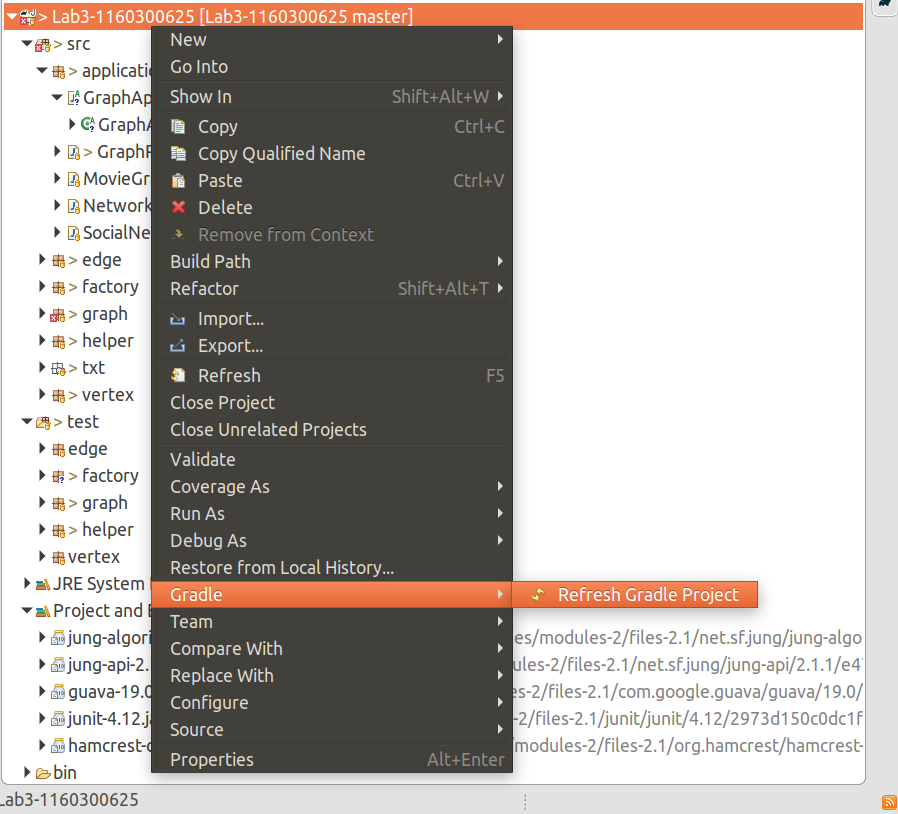 > Lab3-1160300625 [Lab3-1160300625 master]
> src
New
> applicatio
Go Into
GraphAp
Show In Shift+Alt+W
GraphA
Copy Ctrl+C
> GraphF
Copy Qualified Name
MovieGr
Paste Ctrl+V
Network
Delete
SocialNe
Remove from Context
> edge
Build Path
> factory
Refactor Shift+Alt+T
> graph
Import...
> helper
Export...
> txt
Refresh F5
> vertex
Close Project
> test
Close Unrelated Projects
edge
Validate
> factory
Coverage As
> graph
Run As
> helper
Debug As
vertex
Restore from Local History...
JRE System
Gradle
Refresh Gradle Project
Project and E
Team
jung-algori
es/modules-2/files-2.1/net.sf.jung/jung-algo
Compare With
jung-api-2.
ules-2/files-2.1/net.sf.jung/jung-api/2.1.1/e4
Replace With
guava-19.0
s-2/files-2.1/com.google.guava/guava/19.0/
Configure
junit-4.12.ja
-2/files-2.1/junit/junit/4.12/2973d150c0dc1f
Source
hamcrest-c
/modules-2/files-2.1/org.hamcrest/hamcrest-
Properties Alt+Enter
bin
Lab3-1160300625